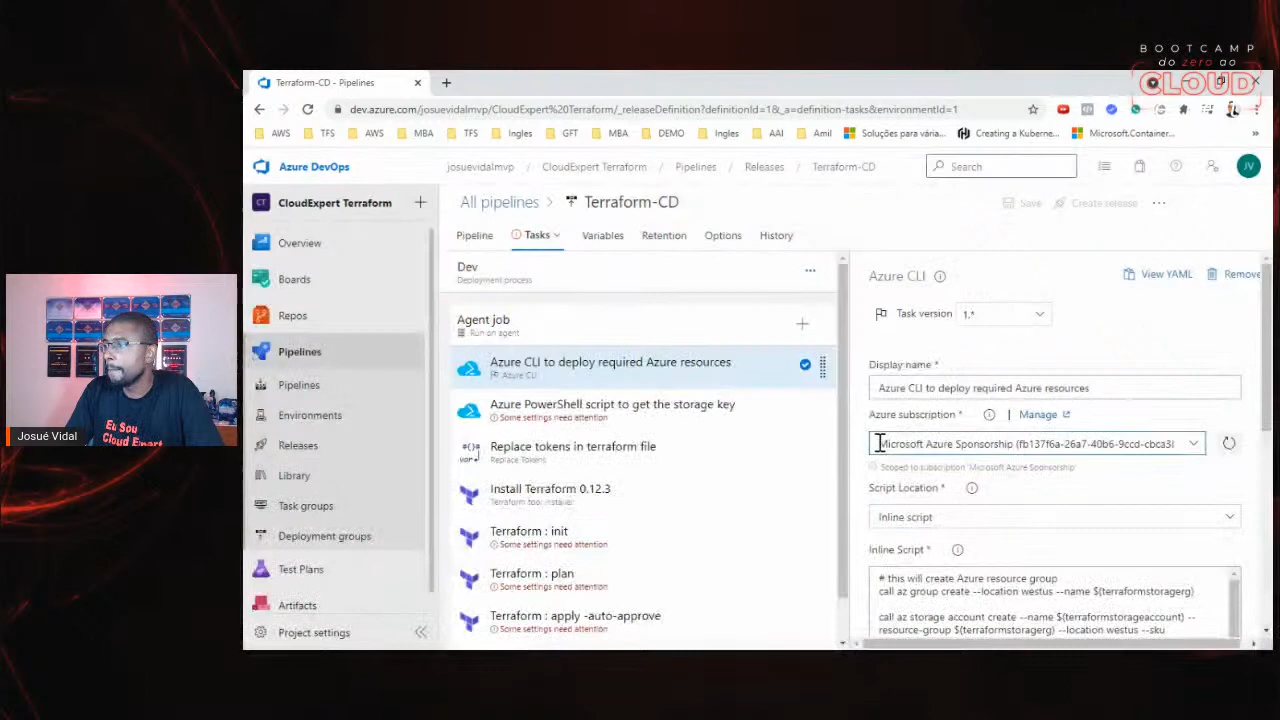 BOOTCAMP
do zero ao
CLOUD
Terraform-CD - Pipelines
dev.azure.com/josuevidalmvp/CloudExpert%20Terraform/_releaseDefinition?definitionId=1&_a=definition-tasks&environmentId=1
AWS TFS AWS MBA TFS Ingles GFT MBA DEMO Ingles AAI Amil Soluções para vária... Creating a Kuberne... Microsoft.Container... »
Azure DevOps josuevidalmvp / CloudExpert Terraform / Pipelines / Releases / Terraform-CD Search JV
CT CloudExpert Terraform +
Overview
Boards
Repos
Pipelines
Pipelines
Environments
Releases
Library
Task groups
Deployment groups
Test Plans
Artifacts
Project settings
All pipelines > Terraform-CD
Save Create release ...
Pipeline Tasks Variables Retention Options History
Dev
Deployment process
Agent job
Run on agent
Azure CLI to deploy required Azure resources
Azure CLI
Azure PowerShell script to get the storage key
Some settings need attention
Replace tokens in terraform file
Replace Tokens
Install Terraform 0.12.3
Terraform tool installer
Terraform : init
Some settings need attention
Terraform : plan
Some settings need attention
Terraform : apply -auto-approve
Some settings need attention
Azure CLI
View YAML Remove
Task version 1.*
Display name *
Azure CLI to deploy required Azure resources
Azure subscription * | Manage
Microsoft Azure Sponsorship (fb137f6a-26a7-40b6-9ccd-cbca3
Scoped to subscription 'Microsoft Azure Sponsorship'
Script Location *
Inline script
Inline Script *
# this will create Azure resource group
call az group create --location westus --name $(terraformstoragerg)
call az storage account create --name $(terraformstorageaccount) --
resource-group $(terraformstoragerg) --location westus --sku
Eu Sou
Cloud Expert
Josué Vidal